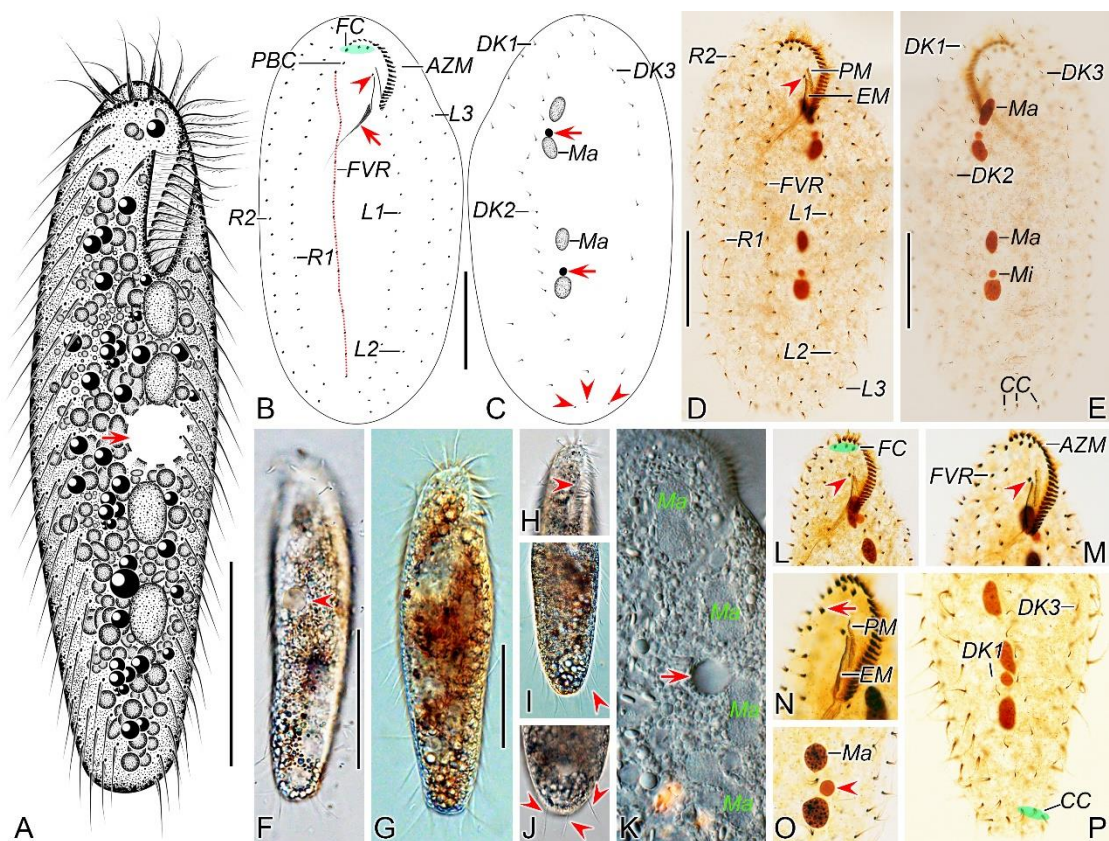 FC
PBC
AZM
L3
FVR
R2
L1
R1
L2
B
DK1
DK3
Ma
DK2
Ma
C
R2
PM
EM
FVR
L1
R1
L2
L3
D
DK1
DK3
Ma
DK2
Ma
Mi
CC
E
A
F
G
H
I
J
Ma
Ma
Ma
Ma
K
FC
L
AZM
FVR
M
PM
EM
N
Ma
O
DK3
DK1
CC
P